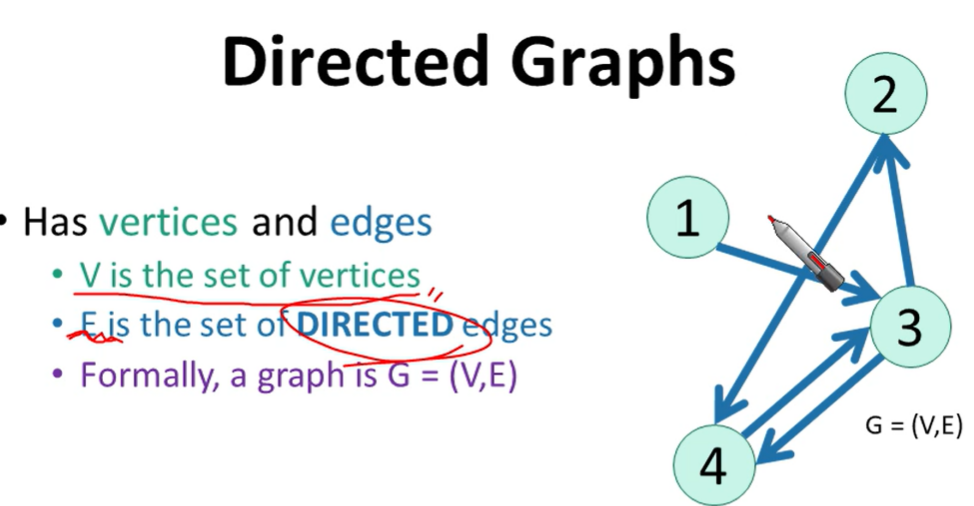 Directed Graphs
• Has vertices and edges
• V is the set of vertices
• E is the set of DIRECTED edges
• Formally, a graph is G = (V,E)
2
1
3
4
G = (V,E)